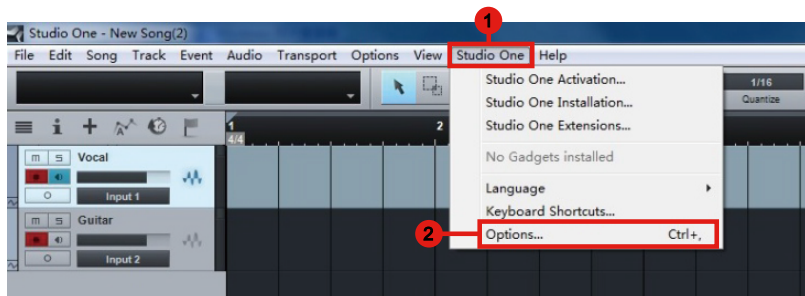 1
Studio One - New Song(2)
File Edit Song Track Event Audio Transport Options View Studio One Help
Studio One Activation...
1/16
Studio One Installation...
Quantize
Studio One Extensions...
1 2
4/4
No Gadgets installed
m s Vocal
Language
Input 1
Keyboard Shortcuts...
m s Guitar
2
Options... Ctrl+,
Input 2